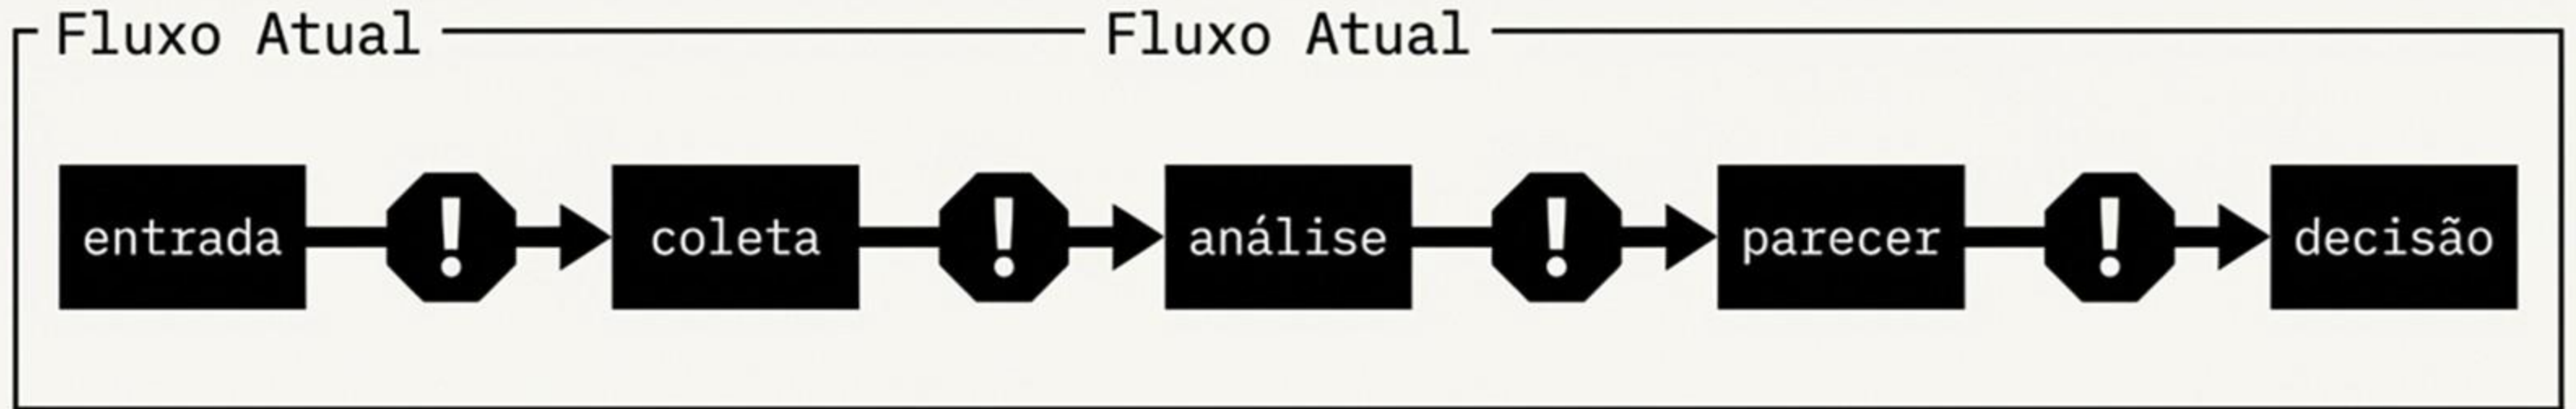 Fluxo Atual Fluxo Atual
entrada ! coleta ! análise ! parecer ! decisão